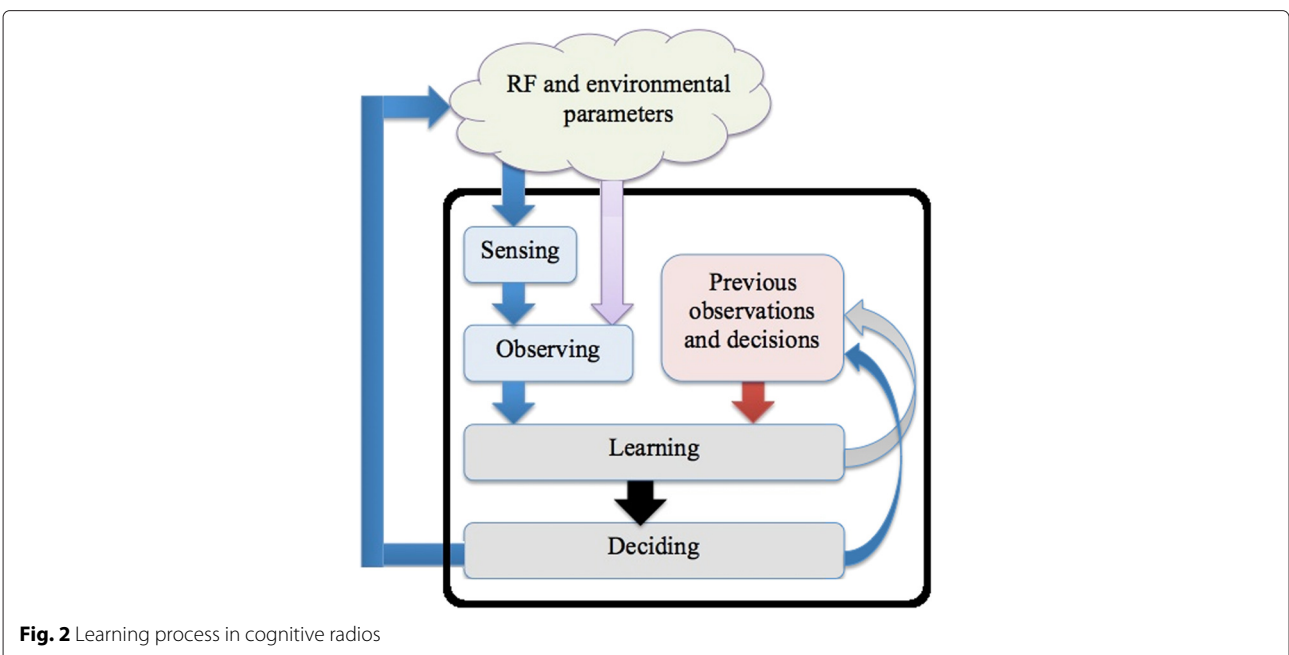 RF and environmental
parameters
Sensing
Previous
observations
and decisions
Observing
Learning
Deciding
Fig. 2 Learning process in cognitive radios